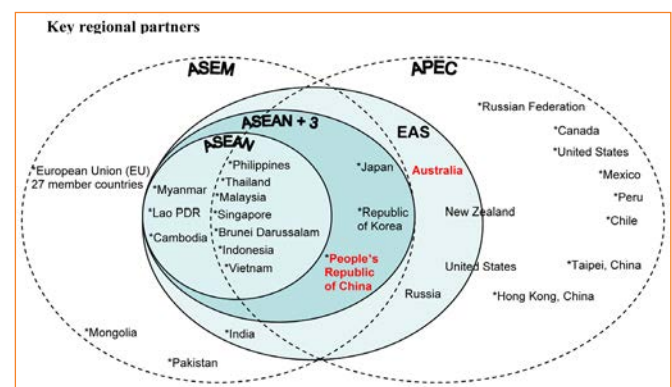 Key regional partners
ASEM
APEC
ASEAN + 3
ASEAN
EAS
*European Union (EU)
27 member countries
*Myanmar
*Lao PDR
*Cambodia
*Philippines
*Thailand
*Malaysia
*Singapore
*Brunei Darussalam
*Indonesia
*Vietnam
*Japan
*Republic
of Korea
*People's
Republic
of China
Australia
New Zealand
United States
Russia
*India
*Mongolia
*Pakistan
*Russian Federation
*Canada
*United States
*Mexico
*Peru
*Chile
*Taipei, China
*Hong Kong, China